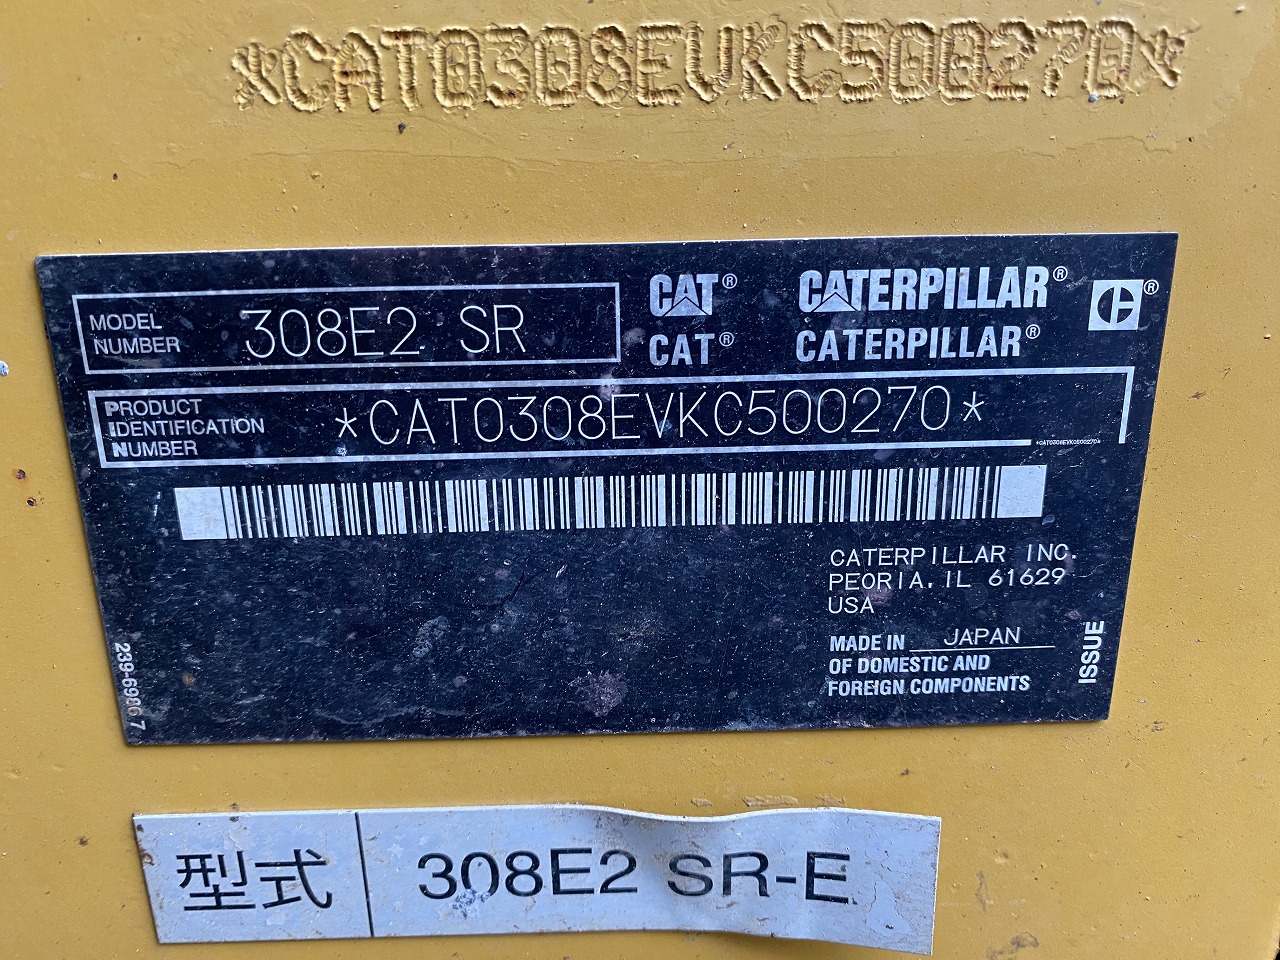 *CAT0308EVKC500270*
MODEL NUMBER 308E2 SR
CAT® CATERPILLAR®
CAT® CATERPILLAR®
PRODUCT IDENTIFICATION NUMBER *CAT0308EVKC500270*
*CAT0308EVKC500270*
CATERPILLAR INC.
PEORIA, IL 61629
USA
MADE IN JAPAN
OF DOMESTIC AND
FOREIGN COMPONENTS
ISSUE
型式 308E2 SR-E